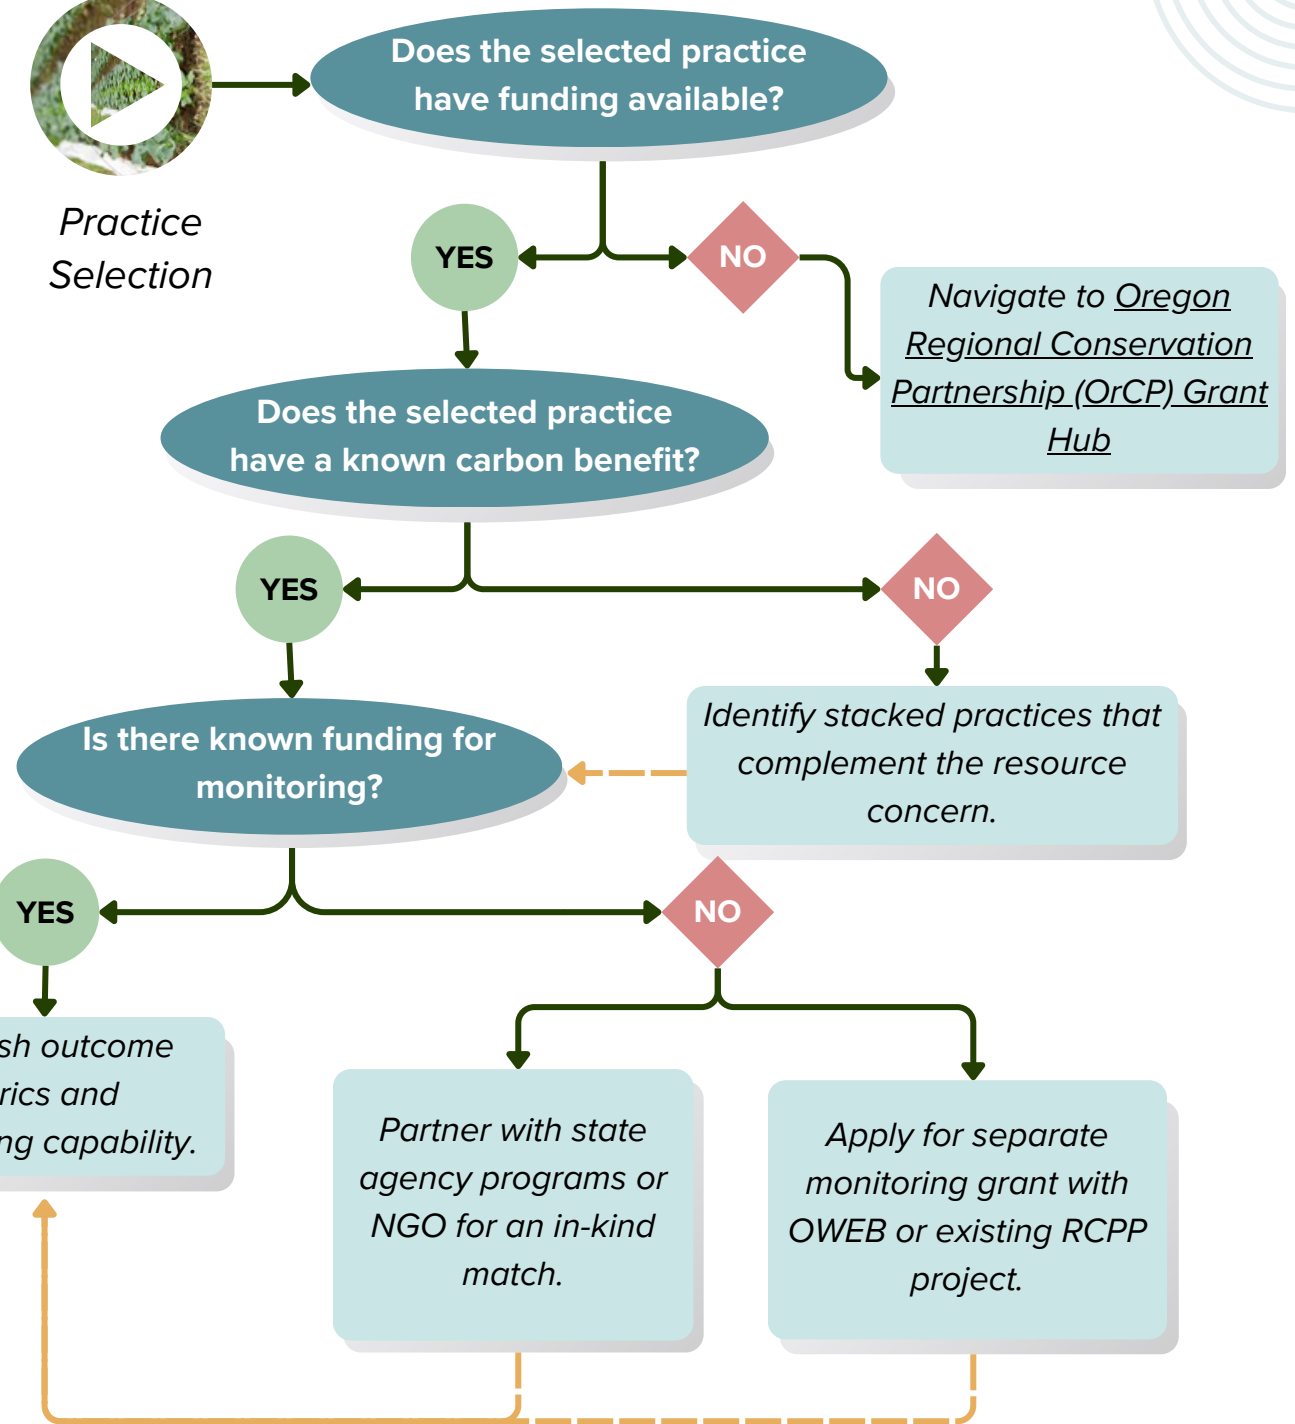 Does the selected practice
have funding available?
Practice
Selection
YES
NO
Navigate to Oregon
Regional Conservation
Partnership (OrCP) Grant
Hub
Does the selected practice
have a known carbon benefit?
YES
NO
Is there known funding for
monitoring?
Identify stacked practices that
complement the resource
concern.
YES
NO
outcome
and
capability.
Partner with state
agency programs or
NGO for an in-kind
match.
Apply for separate
monitoring grant with
OWEB or existing RCPP
project.